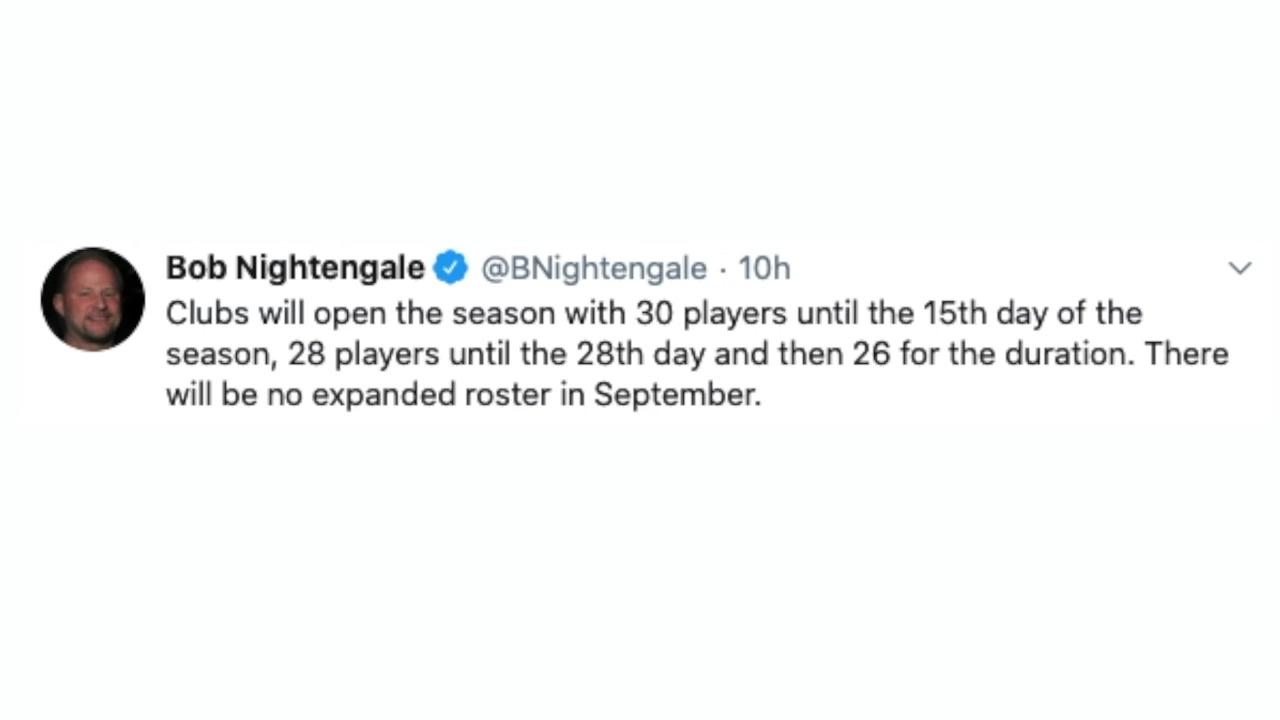 Bob Nightengale @BNightengale · 10h
Clubs will open the season with 30 players until the 15th day of the
season, 28 players until the 28th day and then 26 for the duration. There
will be no expanded roster in September.